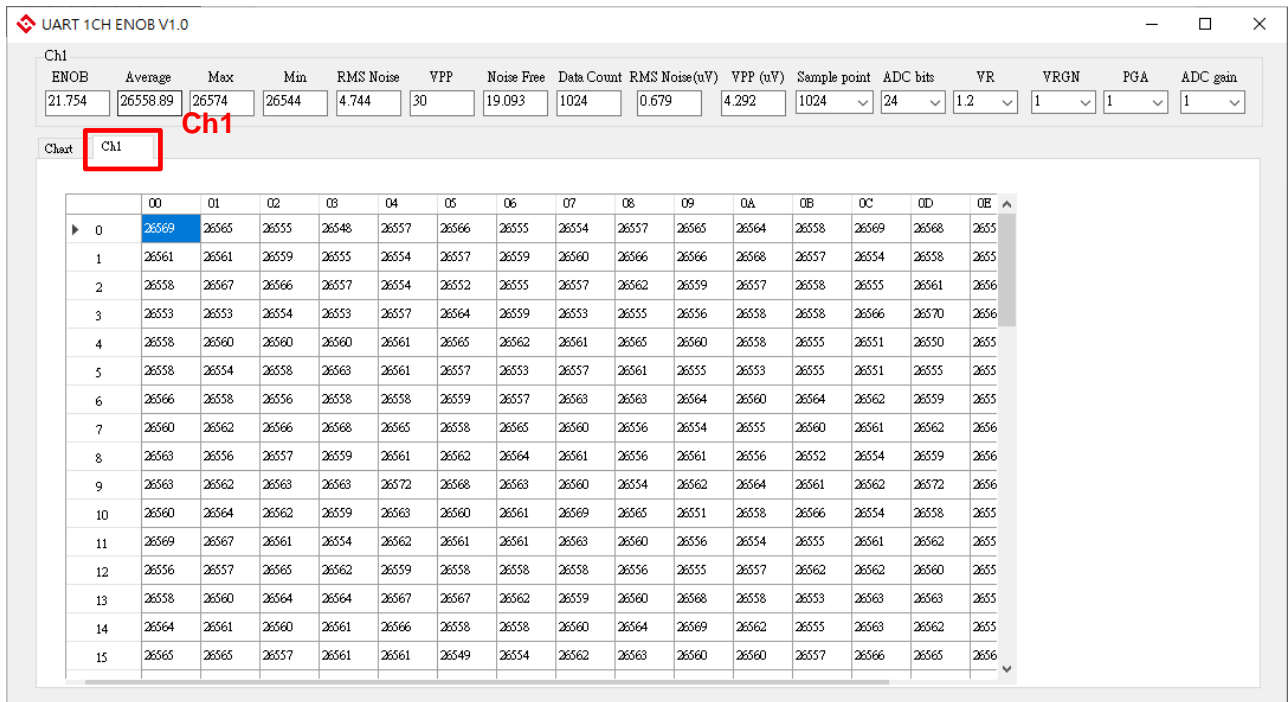 UART 1CH ENOB V1.0
Ch1
ENOB Average Max Min RMS Noise VPP Noise Free Data Count RMS Noise(uV) VPP (uV) Sample point ADC bits VR VRGN PGA ADC gain
21.754 26558.89 26574 26544 4.744 30 19.093 1024 0.679 4.292 1024 24 1.2 1 1 1
Ch1
Chart Ch1
00 01 02 03 04 05 06 07 08 09 0A 0B 0C 0D 0E
0 26569 26565 26555 26548 26557 26566 26555 26554 26557 26565 26564 26558 26569 26568 2655
1 26561 26561 26559 26555 26554 26557 26559 26560 26566 26566 26568 26557 26554 26558 2655
2 26558 26567 26566 26557 26554 26552 26555 26557 26562 26559 26557 26558 26555 26561 2656
3 26553 26553 26554 26553 26557 26564 26559 26553 26555 26556 26558 26558 26566 26570 2656
4 26558 26560 26560 26560 26561 26565 26562 26561 26565 26560 26558 26555 26551 26550 2655
5 26558 26554 26558 26563 26561 26557 26553 26557 26561 26555 26553 26555 26551 26555 2655
6 26566 26558 26556 26558 26558 26559 26557 26563 26563 26564 26560 26564 26562 26559 2655
7 26560 26562 26566 26568 26565 26558 26565 26560 26556 26554 26555 26560 26561 26562 2656
8 26563 26556 26557 26559 26561 26562 26564 26561 26556 26561 26556 26552 26554 26559 2656
9 26563 26562 26563 26563 26572 26568 26563 26560 26554 26562 26564 26561 26562 26572 2656
10 26560 26564 26562 26559 26563 26560 26561 26569 26565 26551 26558 26566 26554 26558 2655
11 26569 26567 26561 26554 26562 26561 26561 26563 26560 26556 26554 26555 26561 26562 2655
12 26556 26557 26565 26562 26559 26558 26558 26558 26556 26555 26557 26562 26562 26560 2655
13 26558 26560 26564 26564 26567 26567 26562 26559 26560 26568 26558 26553 26563 26563 2655
14 26564 26561 26560 26561 26566 26558 26558 26560 26564 26569 26562 26555 26563 26562 2655
15 26565 26565 26557 26561 26561 26549 26554 26562 26563 26560 26560 26557 26566 26565 2656